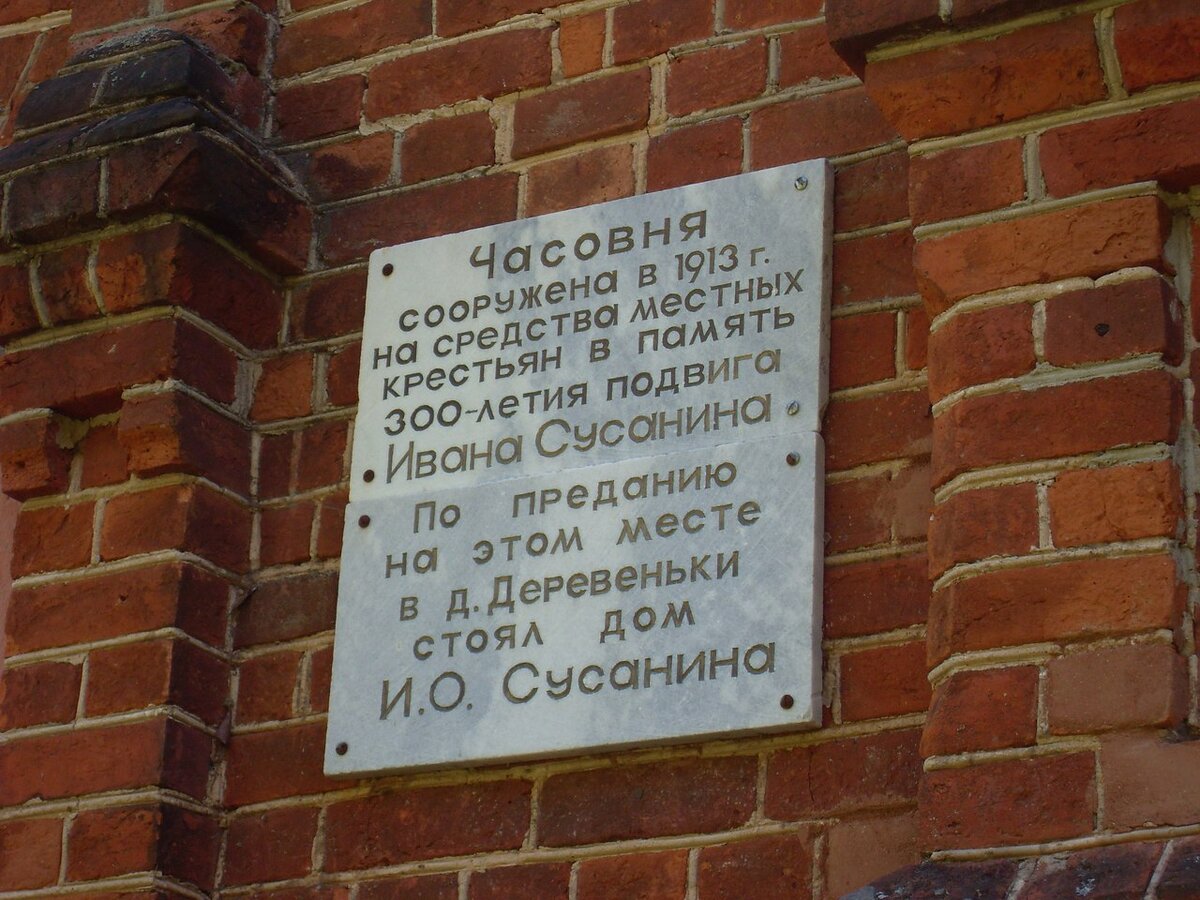 Часовня
сооружена в 1913 г.
на средства местных
крестьян в память
300-летия подвига
Ивана Сусанина
По преданию
на этом месте
в д. Деревеньки
стоял дом
И.О. Сусанина